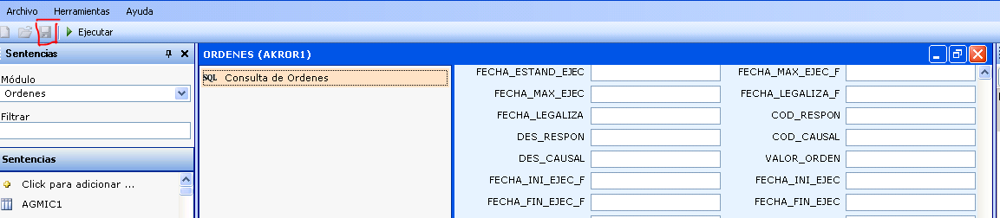 Archivo Herramientas Ayuda
Ejecutar
Sentencias
Módulo
Ordenes
Filtrar
Sentencias
Click para adicionar ...
AGMIC1
ORDENES (AKROR1)
SQL Consulta de Ordenes
FECHA_ESTAND_EJEC FECHA_MAX_EJEC_F
FECHA_MAX_EJEC FECHA_LEGALIZA_F
FECHA_LEGALIZA COD_RESPON
DES_RESPON COD_CAUSAL
DES_CAUSAL VALOR_ORDEN
FECHA_INI_EJEC_F FECHA_INI_EJEC
FECHA_FIN_EJEC_F FECHA_FIN_EJEC